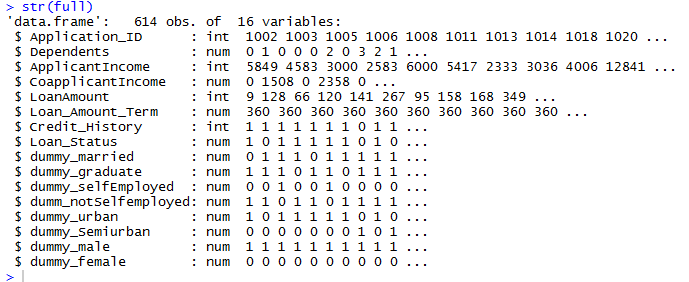 > str(full)
'data.frame':   614 obs. of  16 variables:
 $ Application_ID     : int  1002 1003 1005 1006 1008 1011 1013 1014 1018 1020 ...
 $ Dependents         : num  0 1 0 0 0 2 0 3 2 1 ...
 $ ApplicantIncome    : int  5849 4583 3000 2583 6000 5417 2333 3036 4006 12841 ...
 $ CoapplicantIncome  : num  0 1508 0 2358 0 ...
 $ LoanAmount         : int  9 128 66 120 141 267 95 158 168 349 ...
 $ Loan_Amount_Term   : num  360 360 360 360 360 360 360 360 360 360 ...
 $ Credit_History     : int  1 1 1 1 1 1 1 0 1 1 ...
 $ Loan_Status        : num  1 0 1 1 1 1 1 0 1 0 ...
 $ dummy_married      : num  0 1 1 1 0 1 1 1 1 1 ...
 $ dummy_graduate     : num  1 1 1 0 1 1 0 1 1 1 ...
 $ dummy_selfEmployed : num  0 0 1 0 0 1 0 0 0 0 ...
 $ dumm_notSelfemployed: num  1 1 0 1 1 0 1 1 1 1 ...
 $ dummy_urban        : num  1 0 1 1 1 1 1 0 1 0 ...
 $ dummy_Semiurban    : num  0 0 0 0 0 0 0 1 0 1 ...
 $ dummy_male         : num  1 1 1 1 1 1 1 1 1 1 ...
 $ dummy_female       : num  0 0 0 0 0 0 0 0 0 0 ...
>